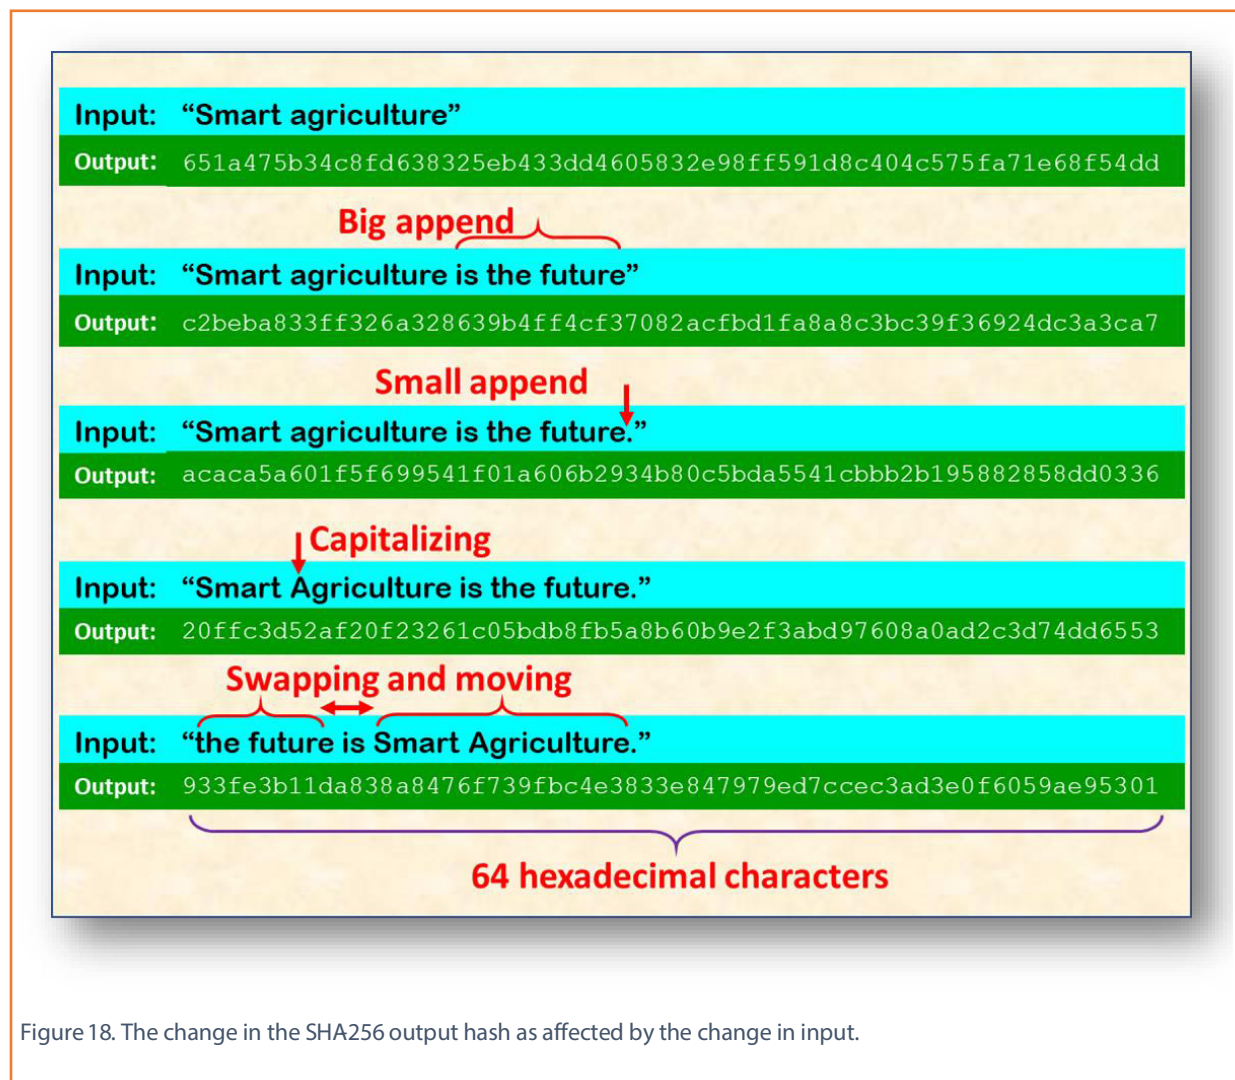 Input: “Smart agriculture”
Output: 651a475b34c8fd638325eb433dd4605832e98ff591d8c404c575fa71e68f54dd
Big append
Input: “Smart agriculture is the future”
Output: c2beba833ff326a328639b4ff4cf37082acfbd1fa8a8c3bc39f36924dc3a3ca7
Small append
Input: “Smart agriculture is the future.”
Output: acaca5a601f5f699541f01a606b2934b80c5bda5541cbbb2b195882858dd0336
Capitalizing
Input: “Smart Agriculture is the future.”
Output: 20ffc3d52af20f23261c05bdb8fb5a8b60b9e2f3abd97608a0ad2c3d74dd6553
Swapping and moving
Input: “the future is Smart Agriculture.”
Output: 933fe3b11da838a8476f739fbc4e3833e847979ed7ccec3ad3e0f6059ae95301
64 hexadecimal characters
Figure 18. The change in the SHA-256 output hash as affected by the change in input.